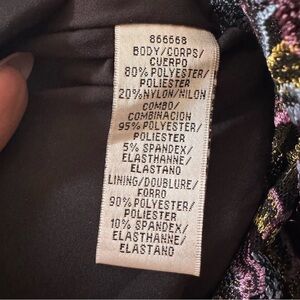 866668
BODY/CORPS/
CUERPO
80% POLYESTER/
POLIESTER
20% NYLON/NILON
COMBO/
COMBINACION
95% POLYESTER/
POLIESTER
5% SPANDEX/
ELASTHANNE/
ELASTANO
LINING/DOUBLURE/
FORRO
90% POLYESTER/
POLIESTER
10% SPANDEX/
ELASTHANNE/
ELASTANO